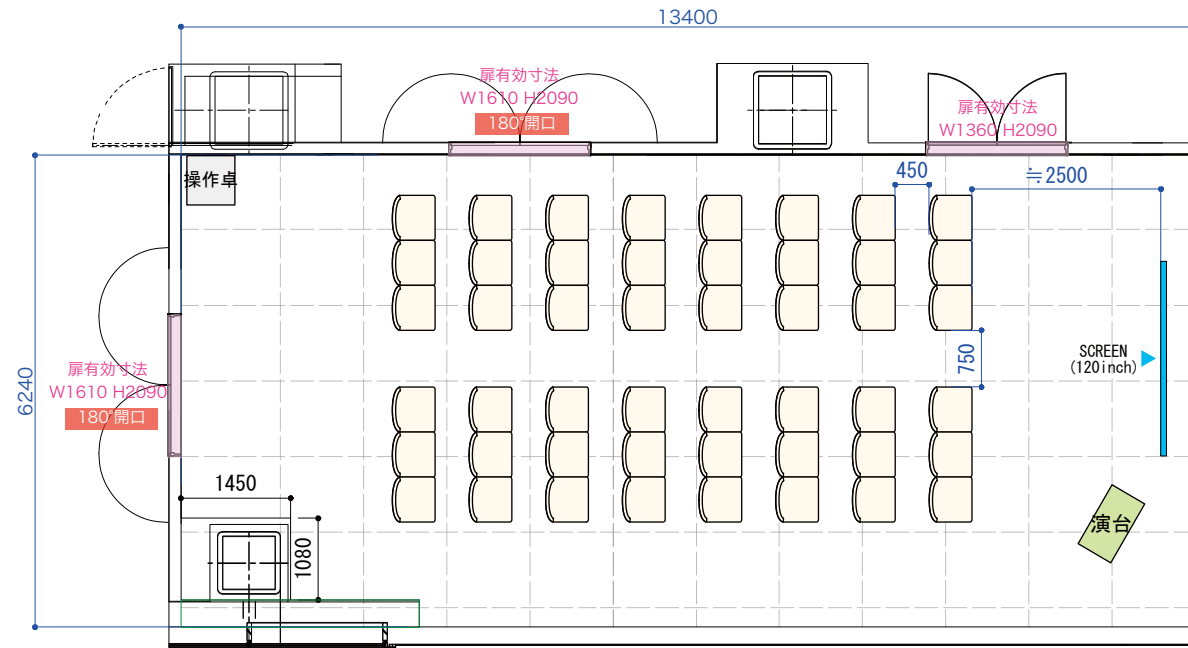 13400
扉有効寸法
W1610 H2090
180°開口
扉有効寸法
W1360 H2090
操作卓
450
≒2500
750
SCREEN
(120inch)
扉有効寸法
W1610 H2090
180°開口
6240
1450
1080
演台